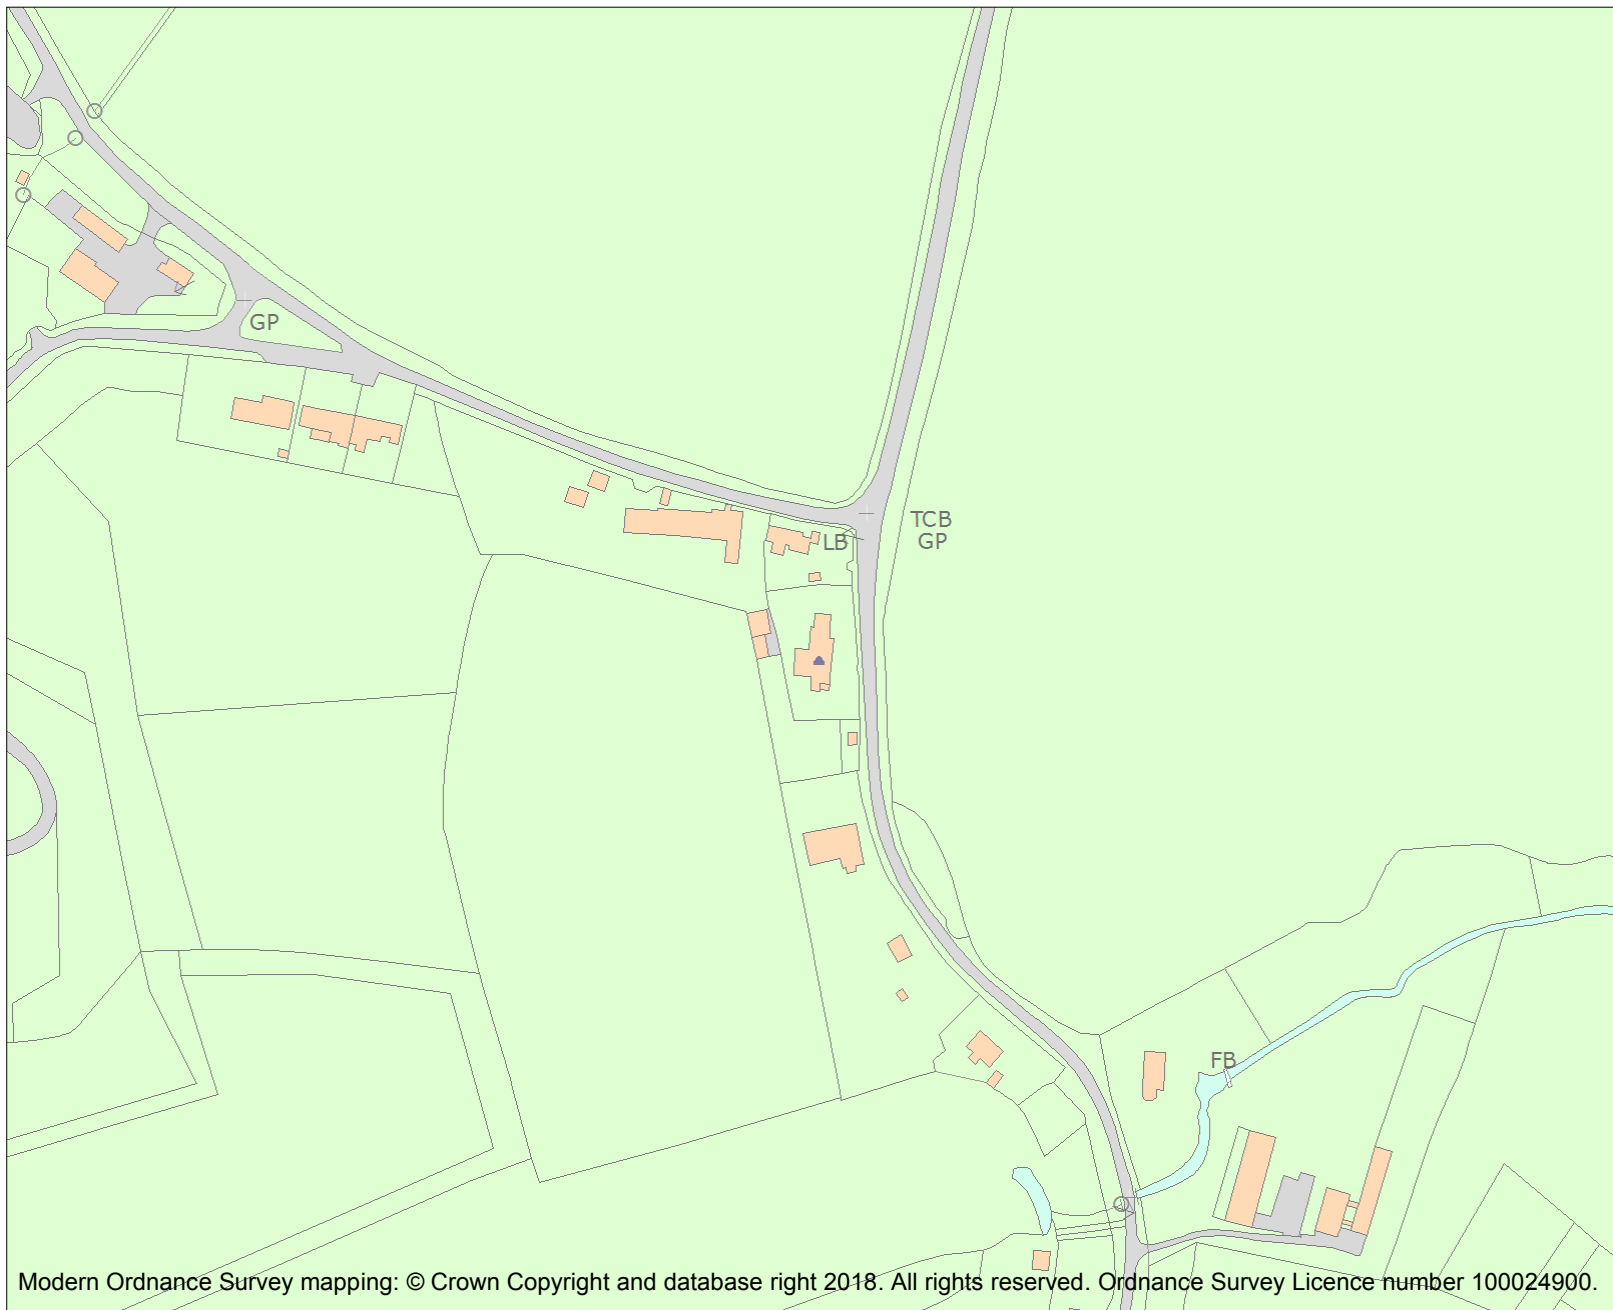 GP
TCB
GP
LB
FB
Modern Ordnance Survey mapping: © Crown Copyright and database right 2018. All rights reserved. Ordnance Survey Licence number 100024900.